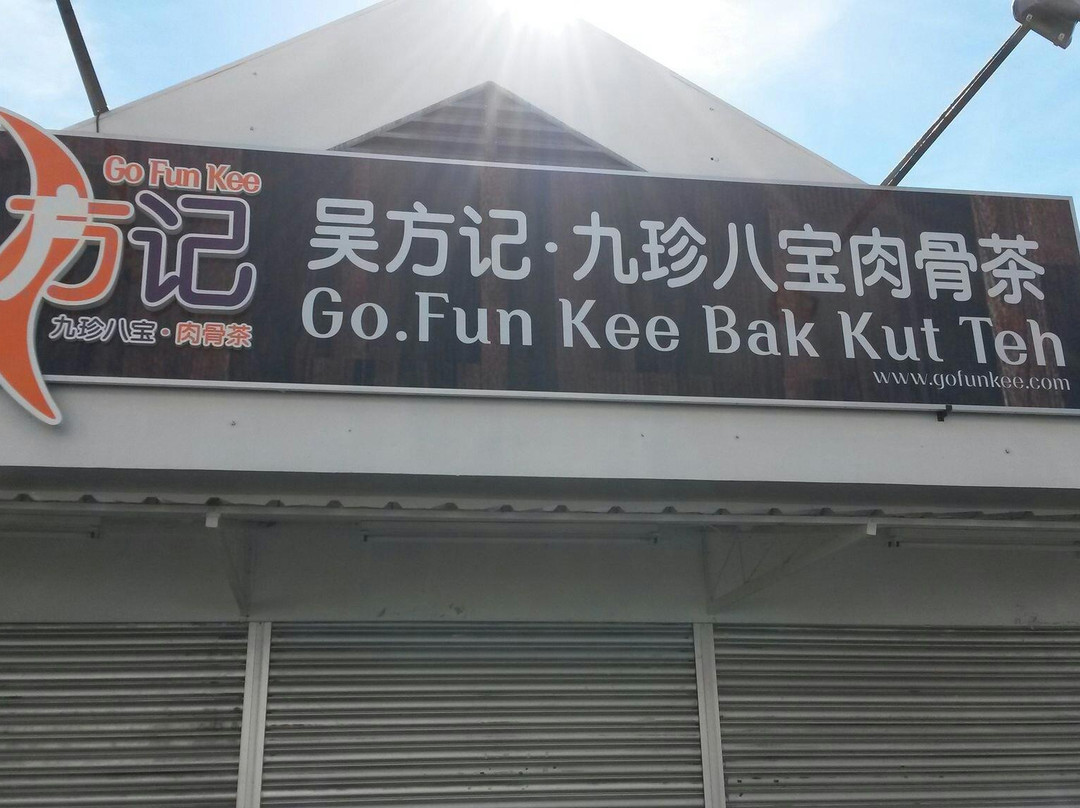 Go Fun Kee
方记
九珍八宝·肉骨茶
吴方记·九珍八宝肉骨茶
Go.Fun Kee Bak Kut Teh
www.gofunkee.com